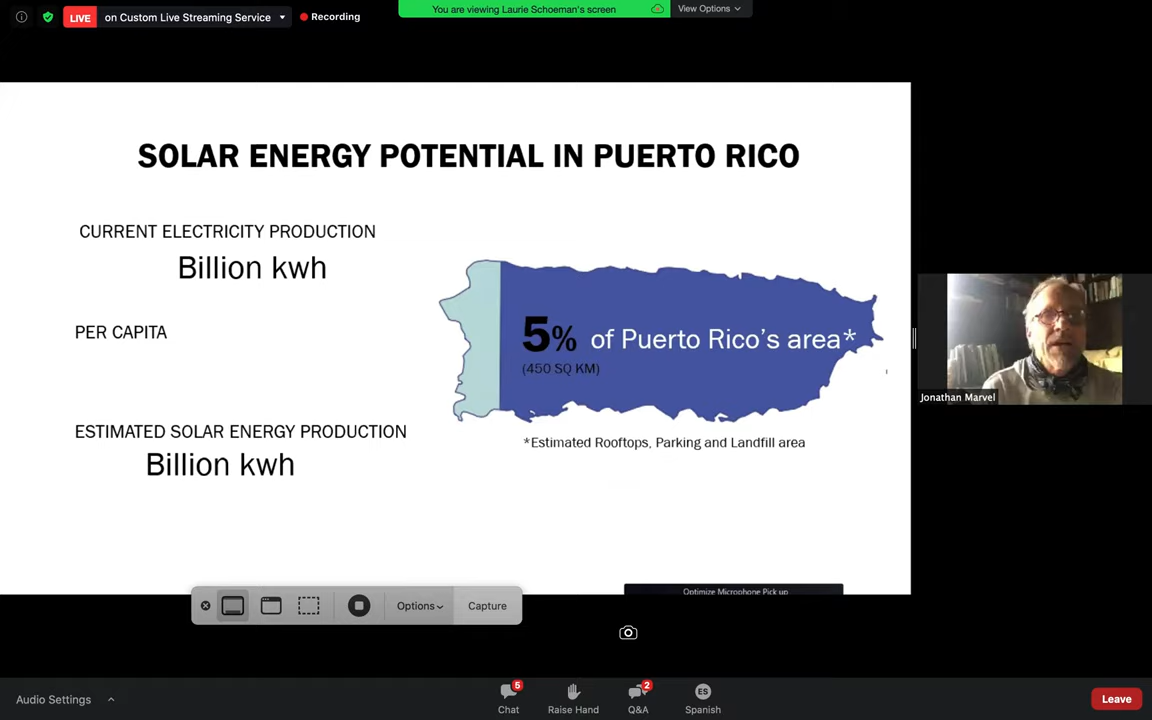 LIVE on Custom Live Streaming Service Recording
You are viewing Laurie Schoeman's screen View Options
SOLAR ENERGY POTENTIAL IN PUERTO RICO
CURRENT ELECTRICITY PRODUCTION
Billion kwh
PER CAPITA
ESTIMATED SOLAR ENERGY PRODUCTION
Billion kwh
5% of Puerto Rico's area*
(450 SQ KM)
*Estimated Rooftops, Parking and Landfill area
Jonathan Marvel
Optimize Microphone Pick up
Options Capture
Audio Settings
5
Chat
Raise Hand
2
Q&A
ES
Spanish
Leave